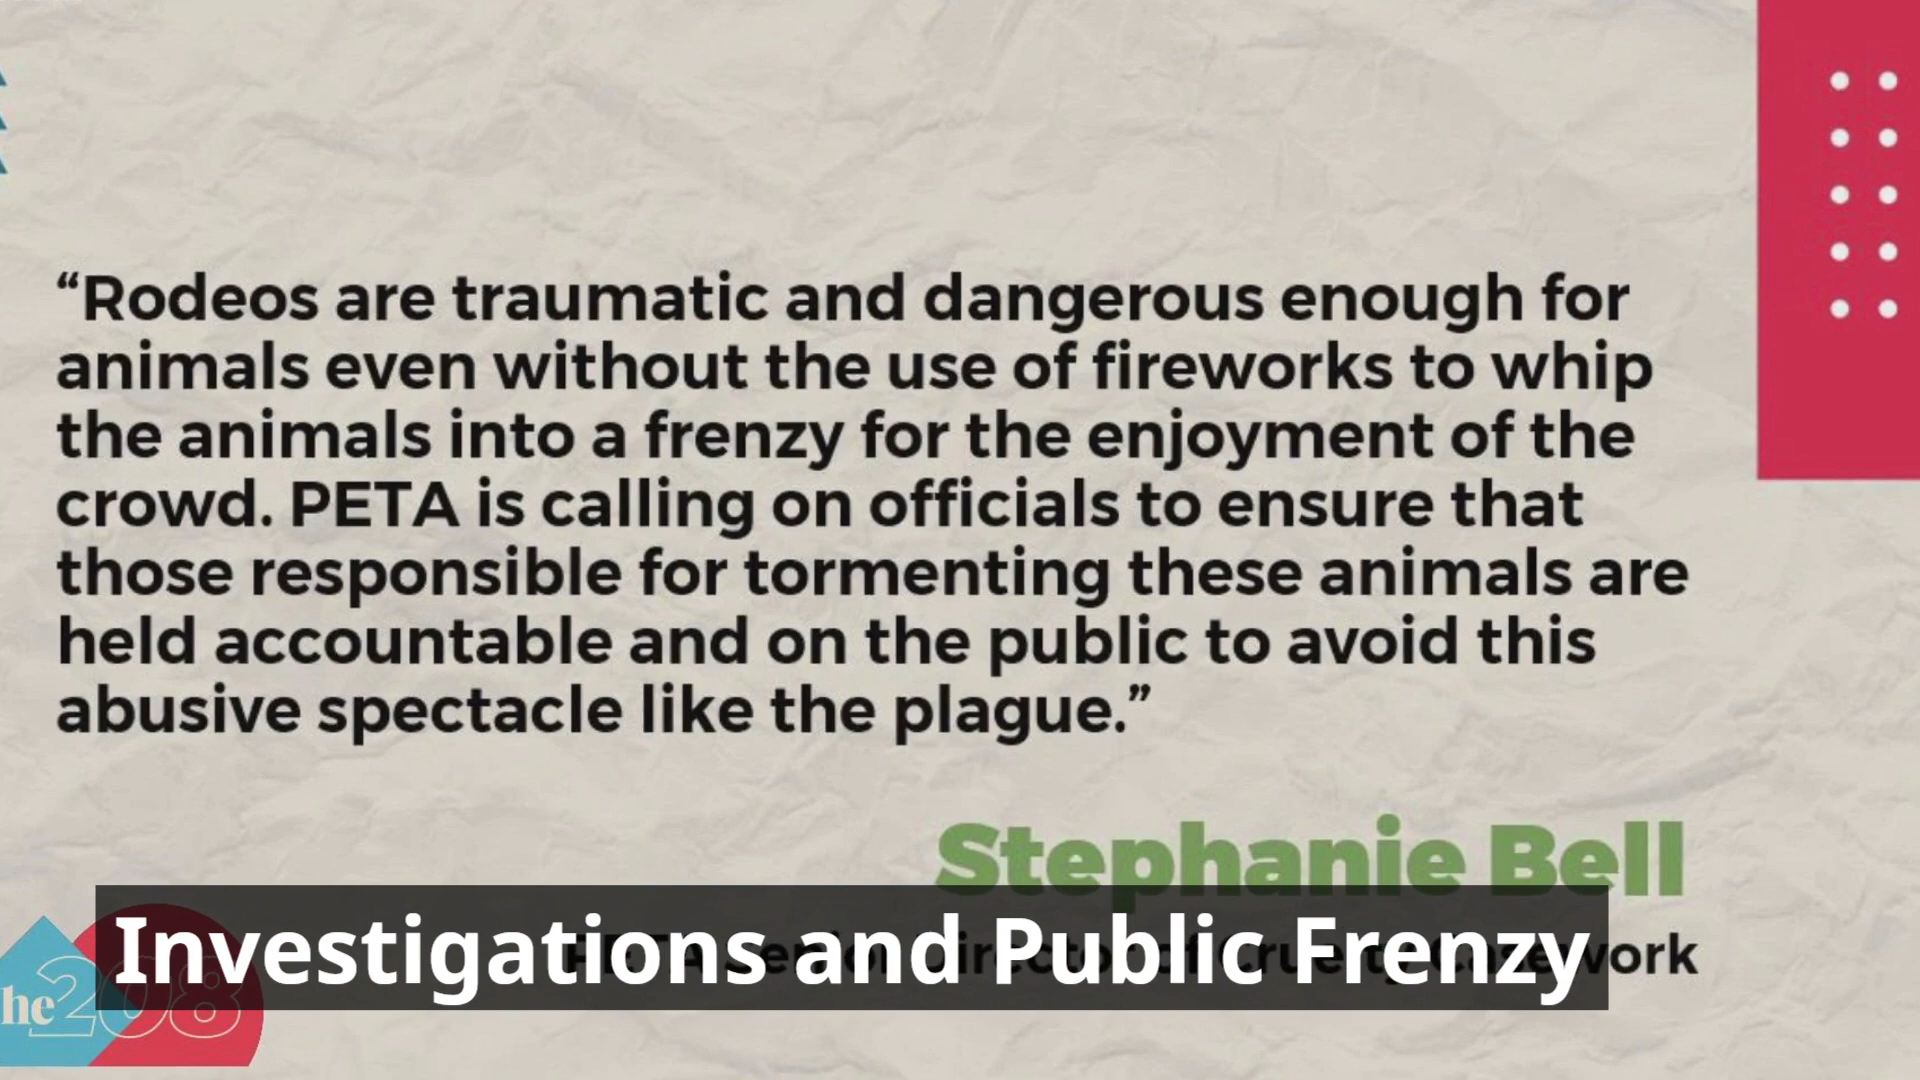 “Rodeos are traumatic and dangerous enough for
animals even without the use of fireworks to whip
the animals into a frenzy for the enjoyment of the
crowd. PETA is calling on officials to ensure that
those responsible for tormenting these animals are
held accountable and on the public to avoid this
abusive spectacle like the plague.”
Stephanie Bell
Investigations and Public Frenzy
he 208